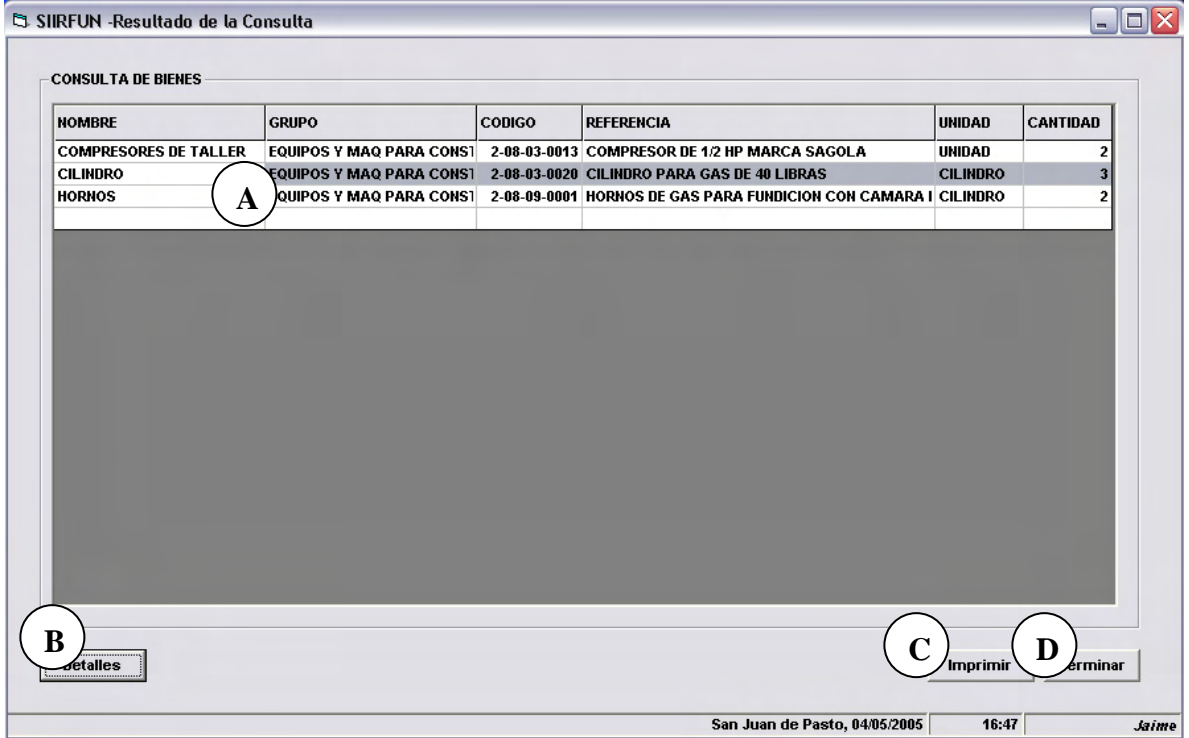 SIIRFUN -Resultado de la Consulta
CONSULTA DE BIENES
NOMBRE GRUPO CODIGO REFERENCIA UNIDAD CANTIDAD
COMPRESORES DE TALLER EQUIPOS Y MAQ PARA CONST 2-08-03-0013 COMPRESOR DE 1/2 HP MARCA SAGOLA UNIDAD 2
CILINDRO EQUIPOS Y MAQ PARA CONST 2-08-03-0020 CILINDRO PARA GAS DE 40 LIBRAS CILINDRO 3
HORNOS QUIPOS Y MAQ PARA CONST 2-08-09-0001 HORNOS DE GAS PARA FUNDICION CON CAMARA CILINDRO 2
A
B
C
D
Detalles Imprimir erminar
San Juan de Pasto, 04/05/2005 16:47 Jaime